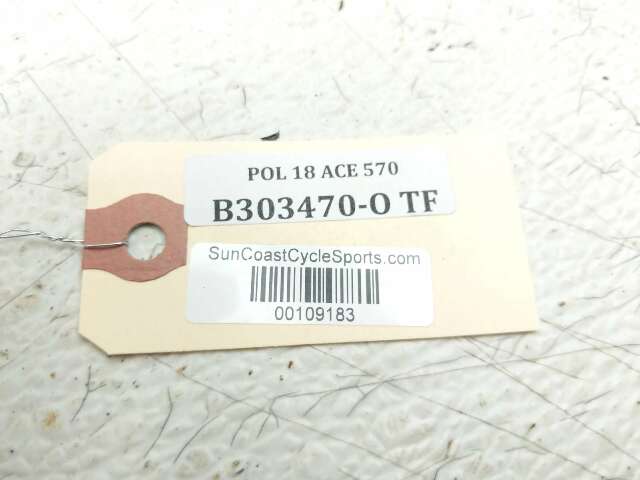 POL 18 ACE 570
B303470-O TF
SunCoastCycleSports.com
00109183